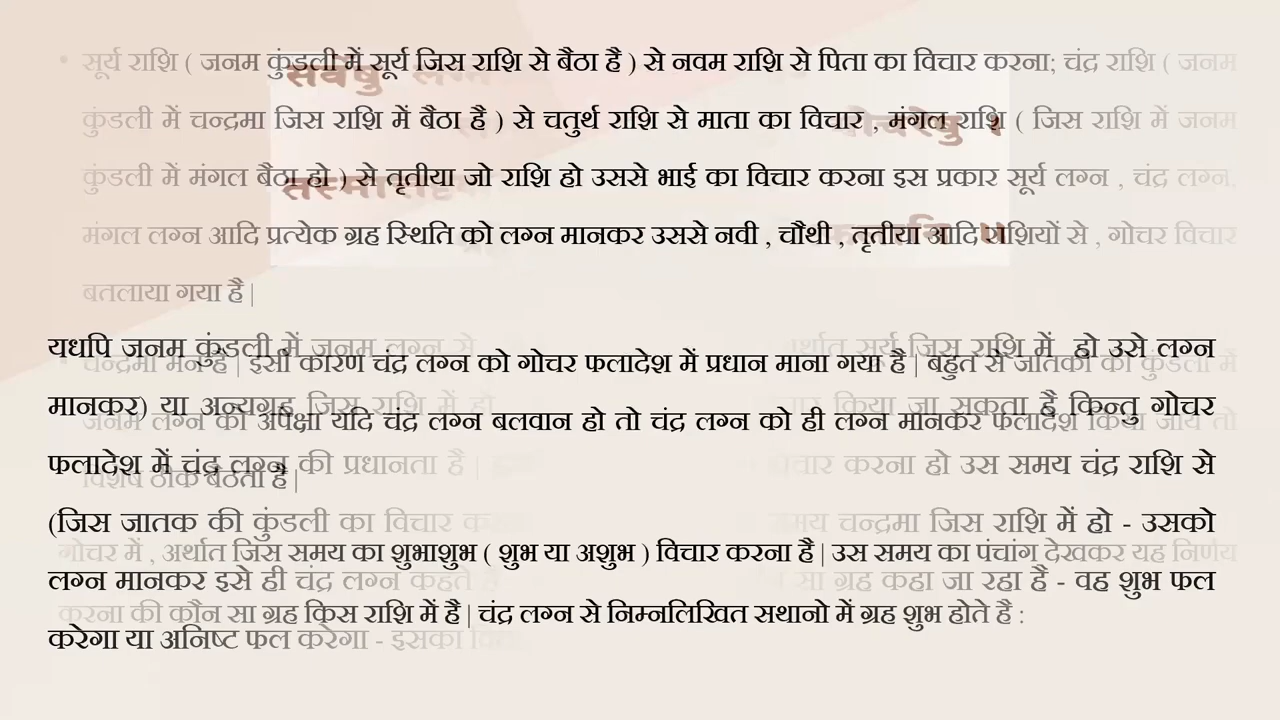 सूर्य राशि ( जनम कुंडली में सूर्य जिस राशि से बैठा है ) से नवम राशि से पिता का विचार करना; चंद्र राशि ( जनम
कुंडली में चन्द्रमा जिस राशि में बैठा है ) से चतुर्थ राशि से माता का विचार , मंगल राशि ( जिस राशि में जनम
कुंडली में मंगल बैठा हो ) से तृतीया जो राशि हो उससे भाई का विचार करना इस प्रकार सूर्य लग्न , चंद्र लग्न,
मंगल लग्न आदि प्रत्येक ग्रह स्थिति को लग्न मानकर उससे नवी , चौथी , तृतीया आदि राशियों से , गोचर विचार
बतलाया गया है |
यधपि जनम कुंडली में जनम लग्न से अर्थात सूर्य जिस राशि में हो उसे लग्न
चन्द्रमा मन है | इसी कारण चंद्र लग्न को गोचर फलादेश में प्रधान माना गया है | बहुत से जातकों की कुंडली में
मानकर) या अन्यग्रह जिस राशि में हो किया जा सकता है किन्तु गोचर
जनम लग्न की अपेक्षा यदि चंद्र लग्न बलवान हो तो चंद्र लग्न को ही लग्न मानकर फलादेश किया जाये तो
फलादेश में चंद्र लग्न की प्रधानता है | करना हो उस समय चंद्र राशि से
विशेष ठीक बैठता है |
(जिस जातक की कुंडली का विचार चन्द्रमा जिस राशि में हो - उसको
गोचर में , अर्थात जिस समय का शुभाशुभ ( शुभ या अशुभ ) विचार करना है | उस समय का पंचांग देखकर यह निर्णय
लग्न मानकर इसे ही चंद्र लग्न कहते सा ग्रह कहा जा रहा है - वह शुभ फल
करना की कौन सा ग्रह किस राशि में है | चंद्र लग्न से निम्नलिखित सथानो में ग्रह शुभ होते है :
करेगा या अनिष्ट फल करेगा - इसका